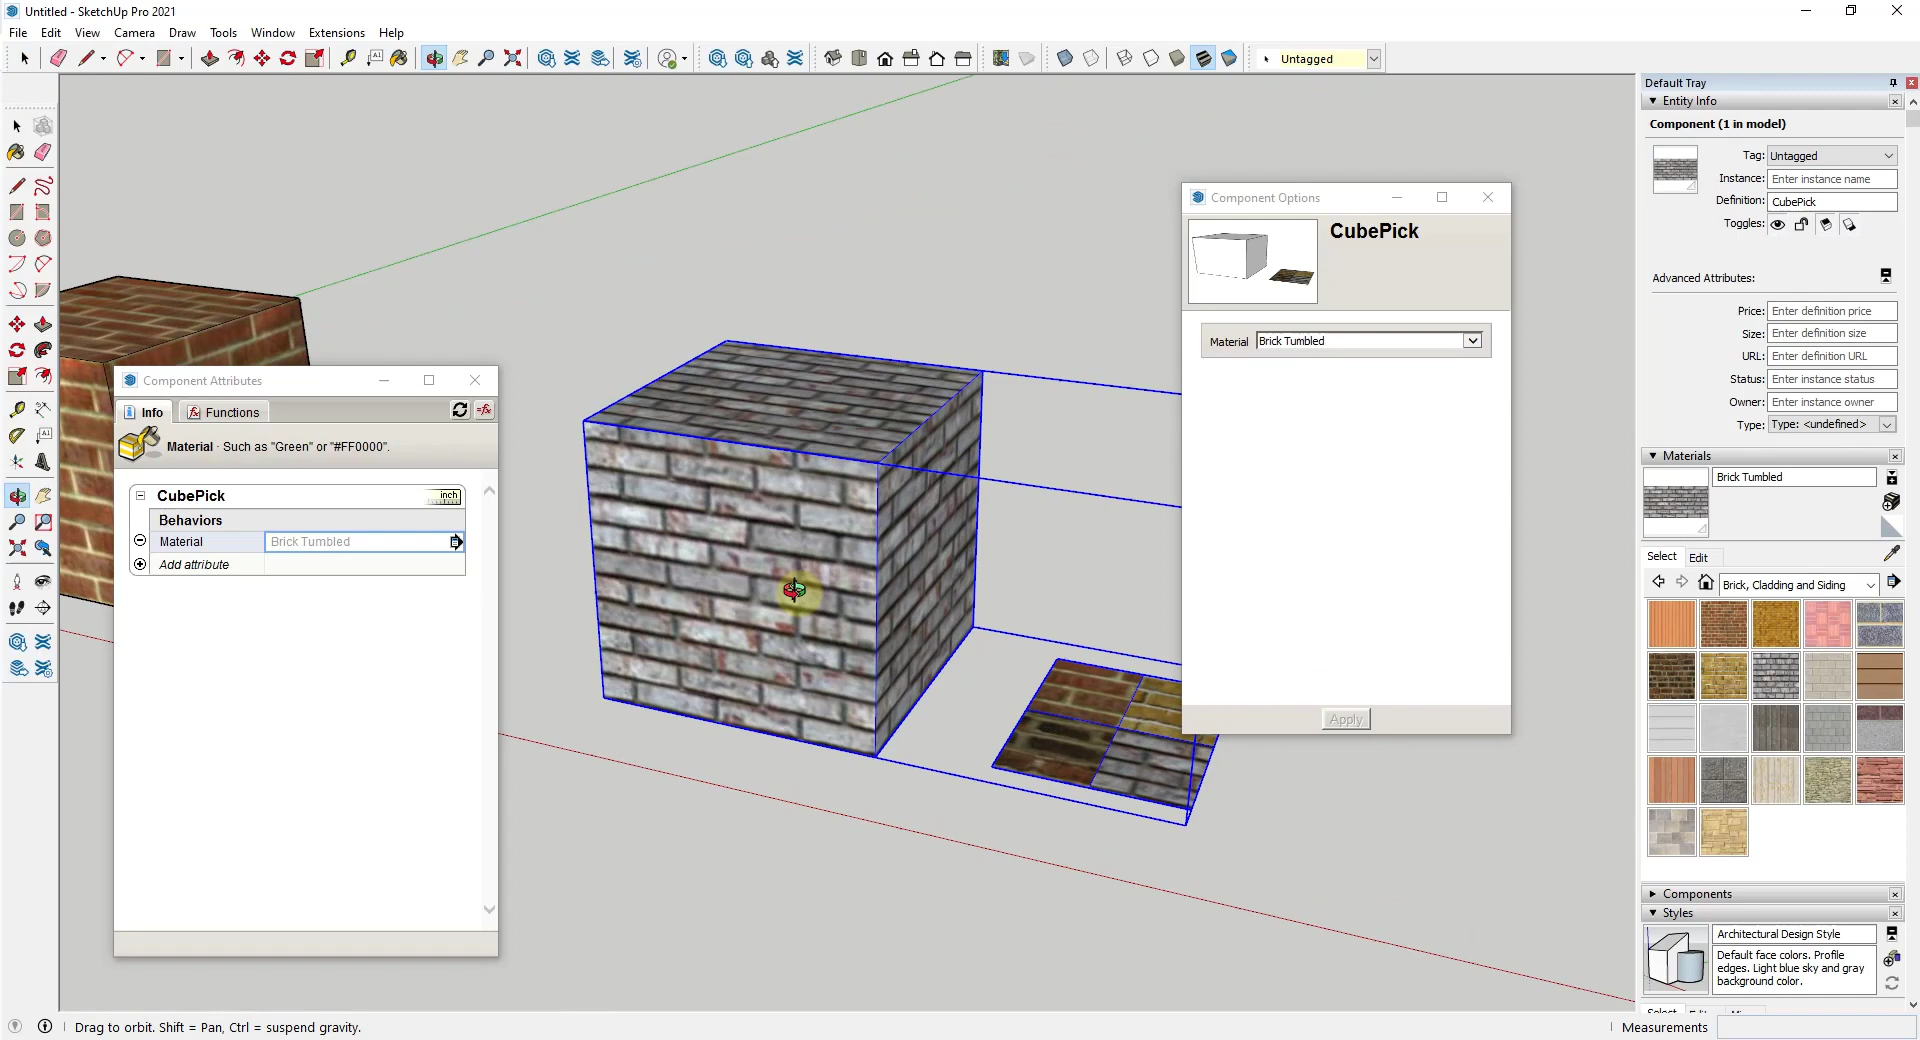 Untitled - SketchUp Pro 2021
File Edit View Camera Draw Tools Window Extensions Help
Untagged
Default Tray
Entity Info
Component (1 in model)
Tag: Untagged
Instance: Enter instance name
Definition: CubePick
Toggles:
Advanced Attributes:
Price: Enter definition price
Size: Enter definition size
URL: Enter definition URL
Status: Enter instance status
Owner: Enter instance owner
Type: Type: <undefined>
Materials
Brick Tumbled
Select Edit
Brick, Cladding and Siding
Components
Styles
Architectural Design Style
Default face colors. Profile
edges. Light blue sky and gray
background color.
Component Options
CubePick
Material Brick Tumbled
Apply
Component Attributes
Info Functions
Material · Such as "Green" or "#FF0000".
CubePick inch
Behaviors
Material Brick Tumbled
Add attribute
Drag to orbit. Shift = Pan, Ctrl = suspend gravity.
Measurements